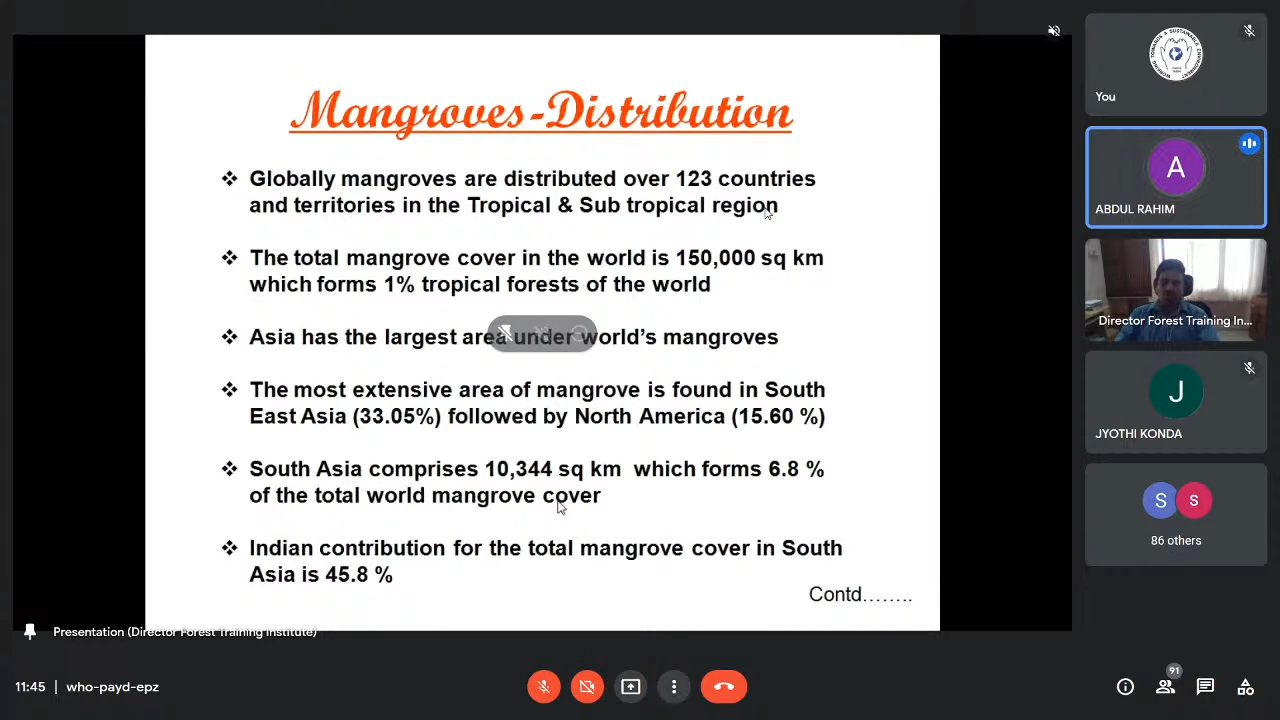 Mangroves-Distribution
❖ Globally mangroves are distributed over 123 countries
and territories in the Tropical & Sub tropical region
❖ The total mangrove cover in the world is 150,000 sq km
which forms 1% tropical forests of the world
❖ Asia has the largest area under world’s mangroves
❖ The most extensive area of mangrove is found in South
East Asia (33.05%) followed by North America (15.60 %)
❖ South Asia comprises 10,344 sq km which forms 6.8 %
of the total world mangrove cover
❖ Indian contribution for the total mangrove cover in South
Asia is 45.8 %
Contd........
Presentation (Director Forest Training Institute)
11:45 | who-payd-epz
WORKING TOWARDS A SUSTAINABLE ENVIRONMENT
You
A
ABDUL RAHIM
Director Forest Training In...
J
JYOTHI KONDA
S s
86 others
91